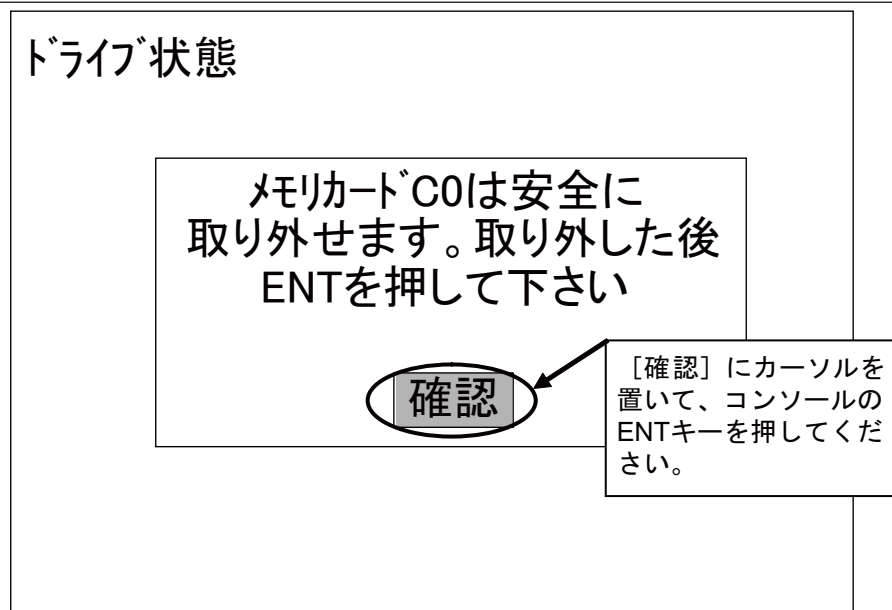 ﾄﾞﾗｲﾌﾞ状態
ﾒﾓﾘｶｰﾄﾞC0は安全に
取り外せます。取り外した後
ENTを押して下さい
確認
［確認］にカーソルを
置いて、コンソールの
ENTキーを押してくだ
さい。